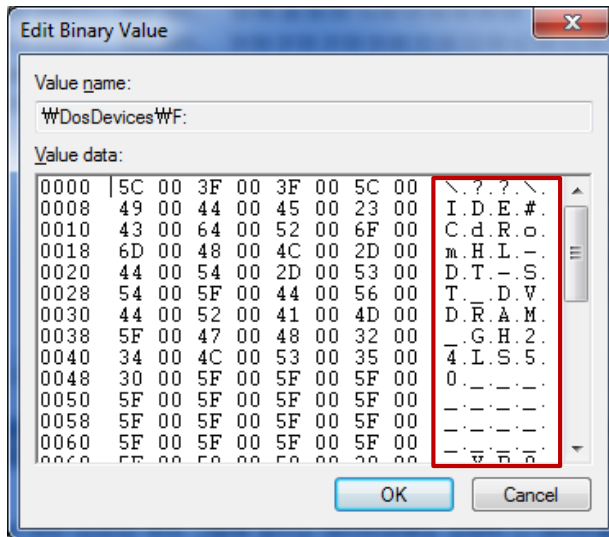 Edit Binary Value
Value name:
₩DosDevices₩F:
Value data:
0000 5C 00 3F 00 3F 00 5C 00 \.?.?.\.
0008 49 00 44 00 45 00 23 00 I.D.E.#.
0010 43 00 64 00 52 00 6F 00 C.d.R.o.
0018 6D 00 48 00 4C 00 2D 00 m.H.L.-.
0020 44 00 54 00 2D 00 53 00 D.T.-.S.
0028 54 00 5F 00 44 00 56 00 T._.D.V.
0030 44 00 52 00 41 00 4D 00 D.R.A.M.
0038 5F 00 47 00 48 00 32 00 _.G.H.2.
0040 34 00 4C 00 53 00 35 00 4.L.S.5.
0048 30 00 5F 00 5F 00 5F 00 0._._._.
0050 5F 00 5F 00 5F 00 5F 00 _._._._.
0058 5F 00 5F 00 5F 00 5F 00 _._._._.
0060 5F 00 5F 00 5F 00 5F 00 _._._._.
OK
Cancel